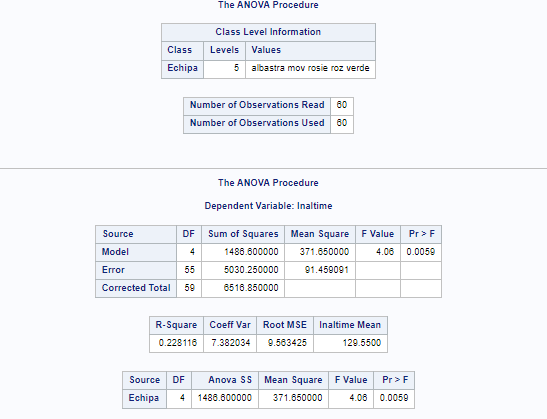 The ANOVA Procedure
Class Level Information
Class Levels Values
Echipa 5 albastra mov rosie roz verde
Number of Observations Read 60
Number of Observations Used 60
The ANOVA Procedure
Dependent Variable: Inaltime
Source DF Sum of Squares Mean Square F Value Pr > F
Model 4 1486.600000 371.650000 4.06 0.0059
Error 55 5030.250000 91.459091
Corrected Total 59 6516.850000
R-Square Coeff Var Root MSE Inaltime Mean
0.228116 7.382034 9.563425 129.5500
Source DF Anova SS Mean Square F Value Pr > F
Echipa 4 1486.600000 371.650000 4.06 0.0059